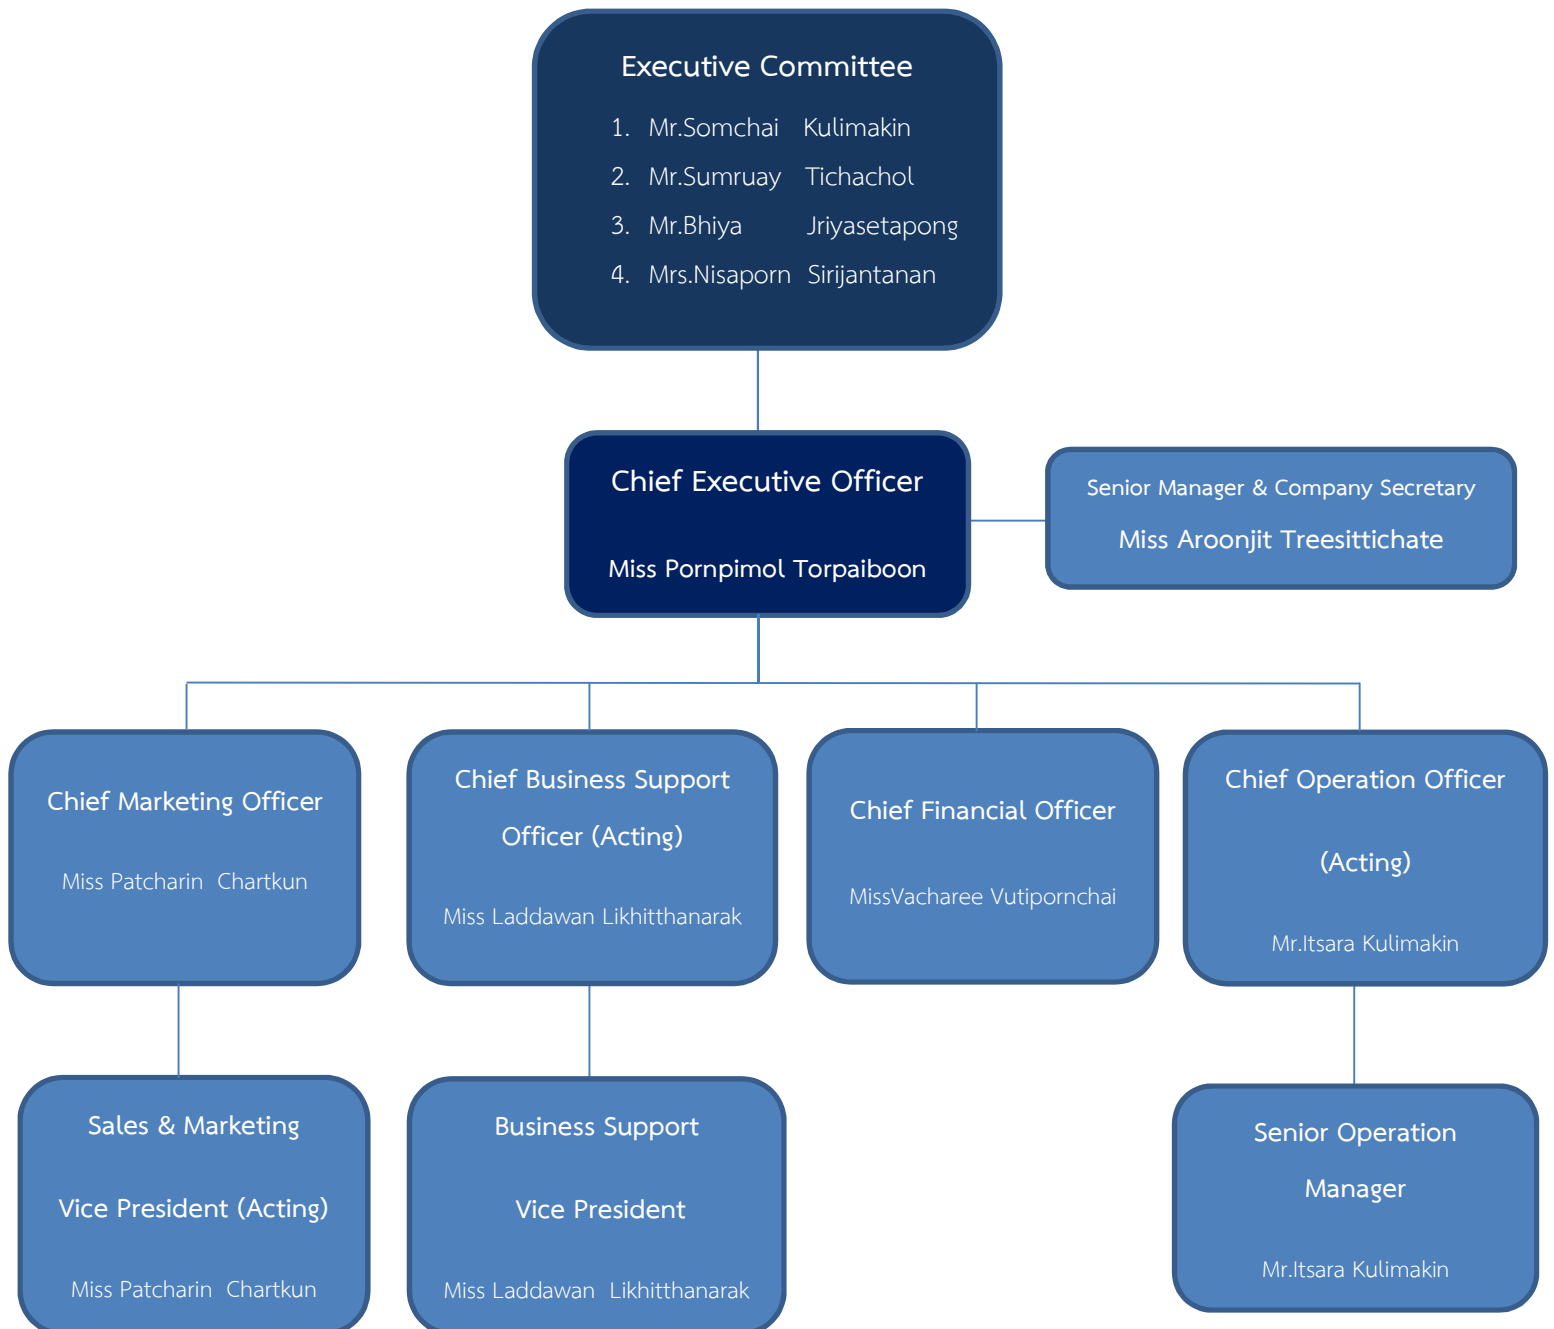 Executive Committee
1. Mr.Somchai Kulimakin
2. Mr.Sumruay Tichachol
3. Mr.Bhiya Jriyasetapong
4. Mrs.Nisaporn Sirijantanan
Chief Executive Officer
Miss Pornpimol Torpaiboon
Senior Manager & Company Secretary
Miss Aroonjit Treesittichate
Chief Marketing Officer
Miss Patcharin Chartkun
Chief Business Support
Officer (Acting)
Miss Laddawan Likhitthanarak
Chief Financial Officer
MissVacharee Vutipornchai
Chief Operation Officer
(Acting)
Mr.Itsara Kulimakin
Sales & Marketing
Vice President (Acting)
Miss Patcharin Chartkun
Business Support
Vice President
Miss Laddawan Likhitthanarak
Senior Operation
Manager
Mr.Itsara Kulimakin